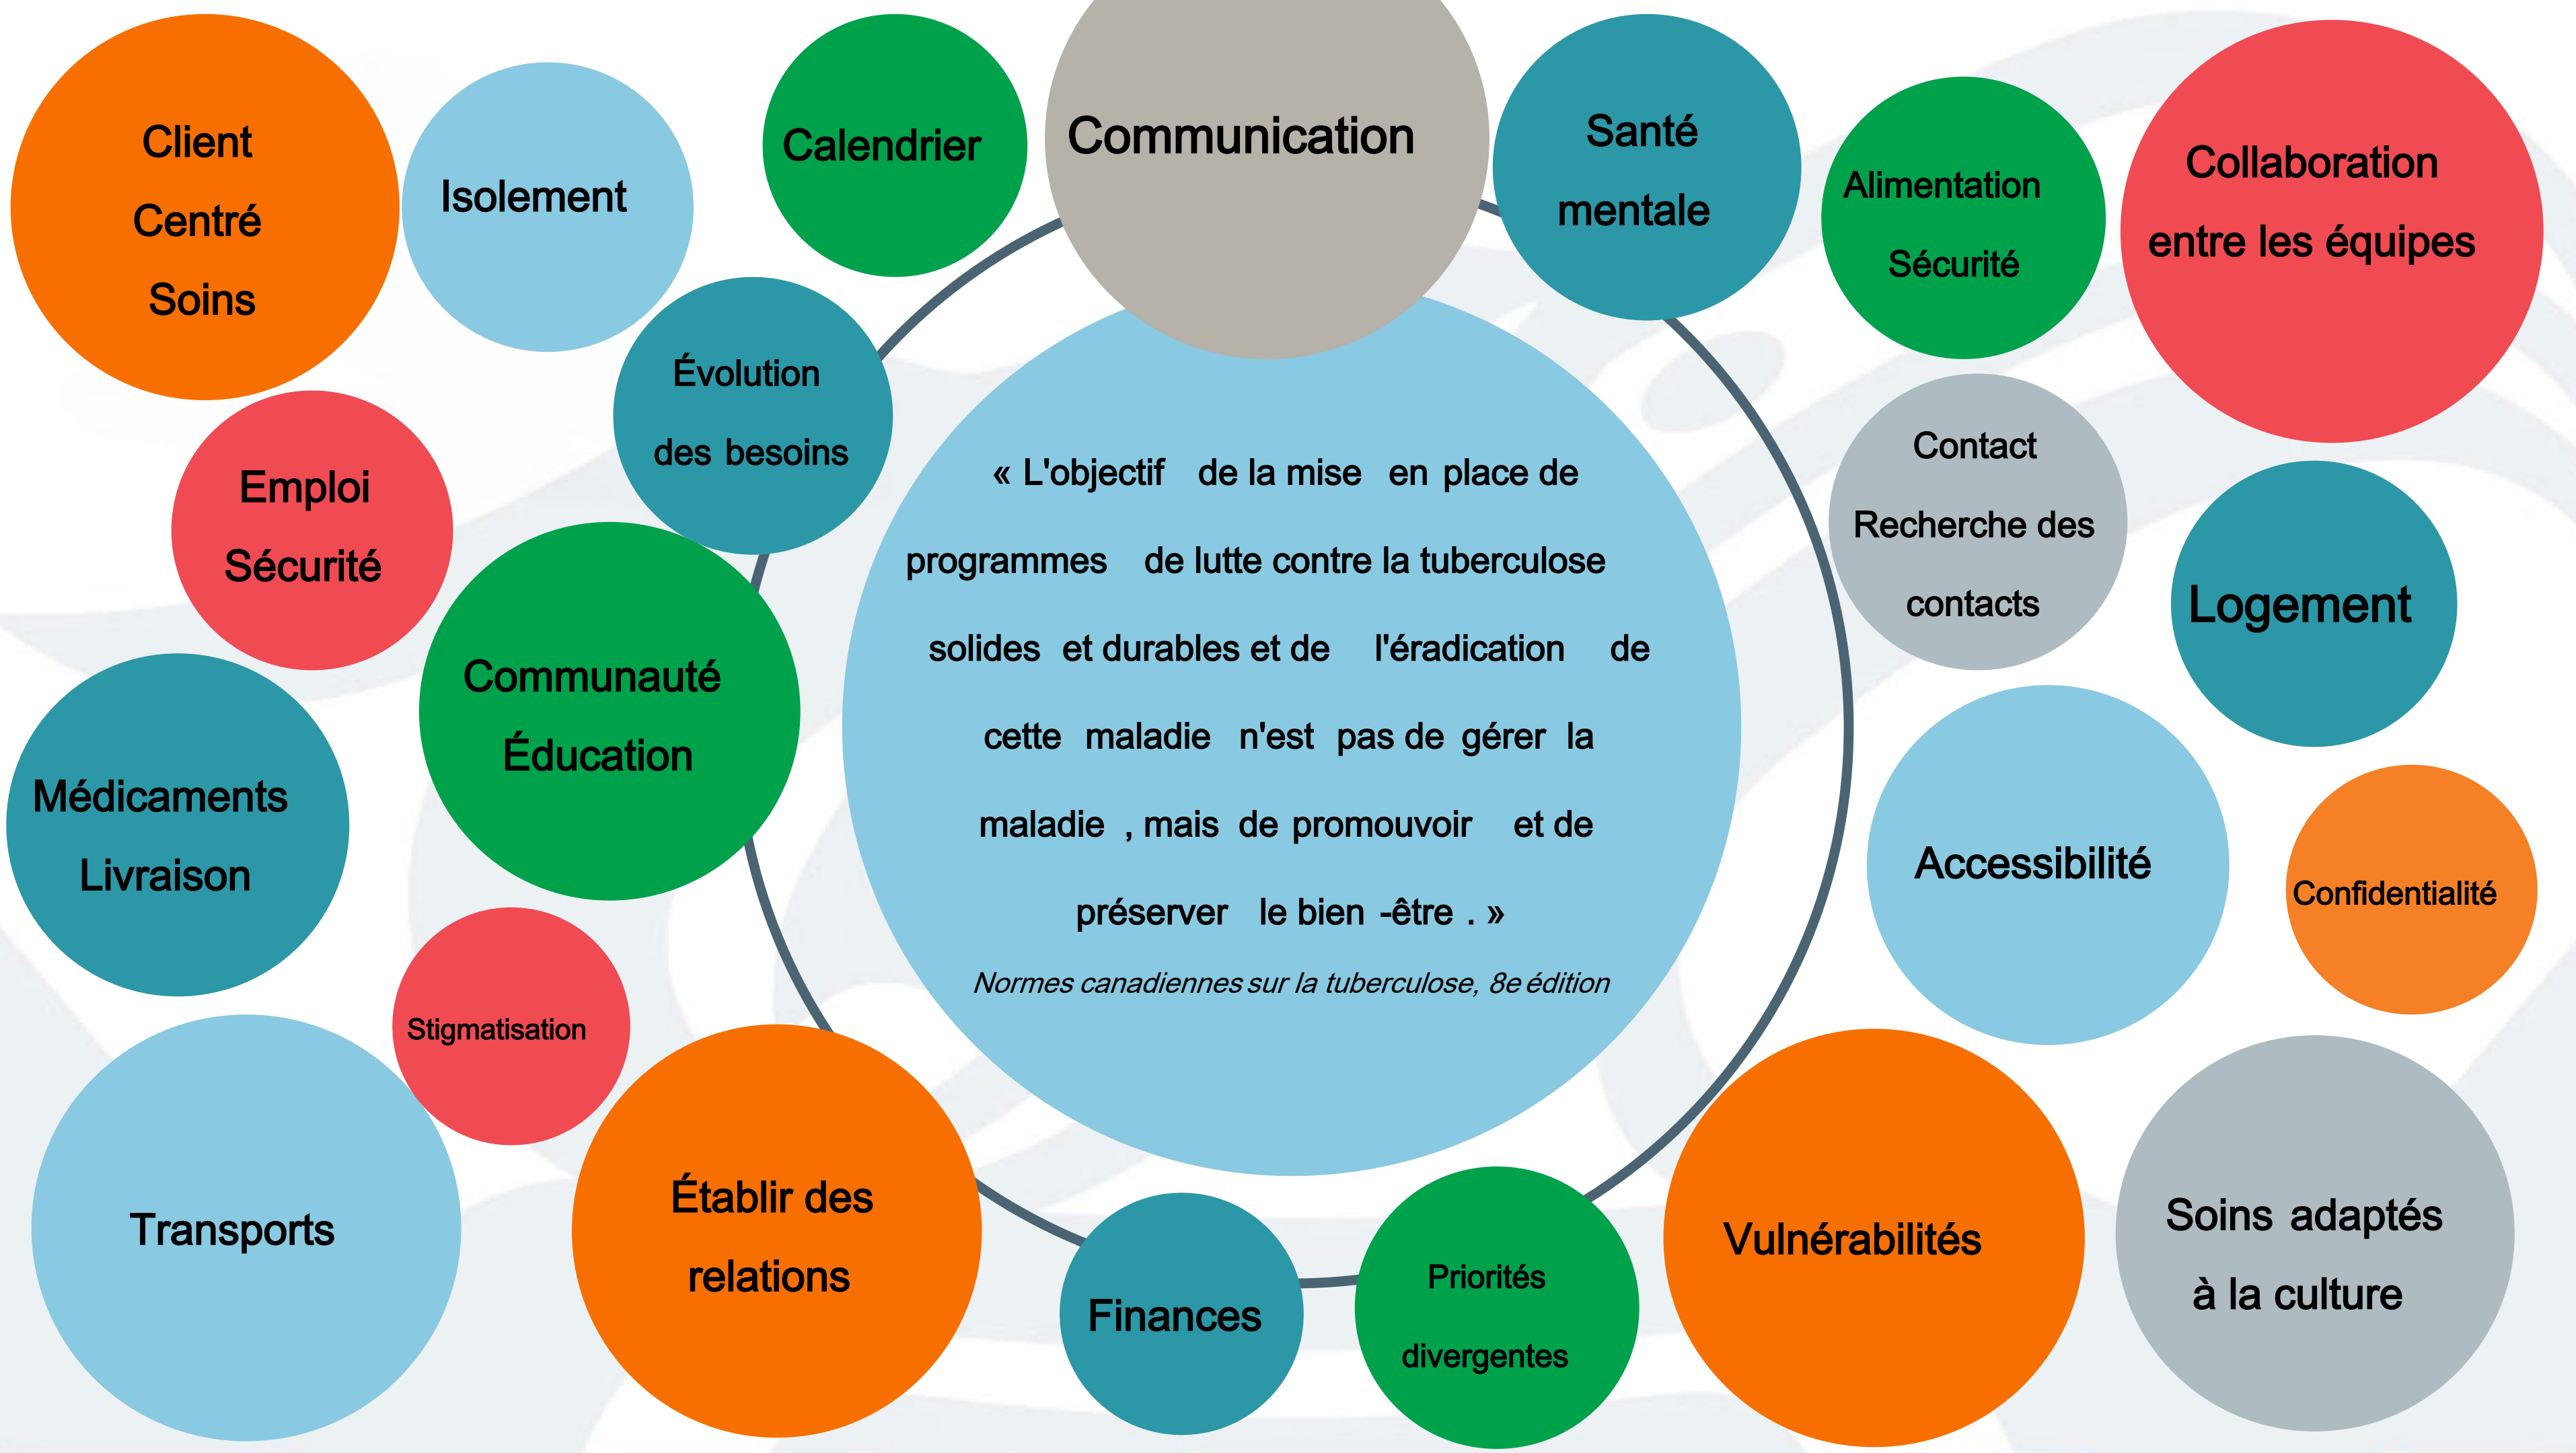 Client
Centré
Soins
Isolement
Calendrier
Communication
Santé
mentale
Alimentation
Sécurité
Collaboration
entre les équipes
Évolution
des besoins
Emploi
Sécurité
Contact
Recherche des
contacts
Logement
Communauté
Éducation
« L'objectif de la mise en place de
programmes de lutte contre la tuberculose
solides et durables et de l'éradication de
cette maladie n'est pas de gérer la
maladie , mais de promouvoir et de
préserver le bien -être . »
Normes canadiennes sur la tuberculose, 8e édition
Médicaments
Livraison
Accessibilité
Confidentialité
Stigmatisation
Transports
Établir des
relations
Finances
Priorités
divergentes
Vulnérabilités
Soins adaptés
à la culture